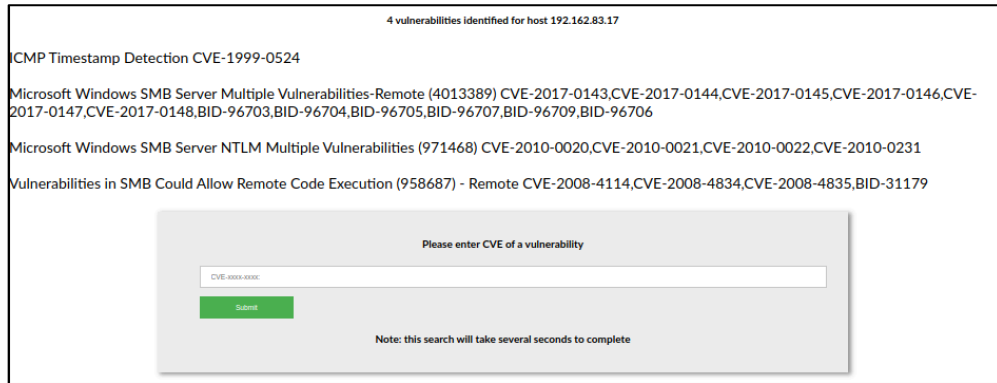 4 vulnerabilities identified for host 192.162.83.17
ICMP Timestamp Detection CVE-1999-0524
Microsoft Windows SMB Server Multiple Vulnerabilities-Remote (4013389) CVE-2017-0143,CVE-2017-0144,CVE-2017-0145,CVE-2017-0146,CVE-
2017-0147,CVE-2017-0148,BID-96703,BID-96704,BID-96705,BID-96707,BID-96709,BID-96706
Microsoft Windows SMB Server NTLM Multiple Vulnerabilities (971468) CVE-2010-0020,CVE-2010-0021,CVE-2010-0022,CVE-2010-0231
Vulnerabilities in SMB Could Allow Remote Code Execution (958687) - Remote CVE-2008-4114,CVE-2008-4834,CVE-2008-4835,BID-31179
Please enter CVE of a vulnerability
CVE-xxxx-xxxx:
Submit
Note: this search will take several seconds to complete